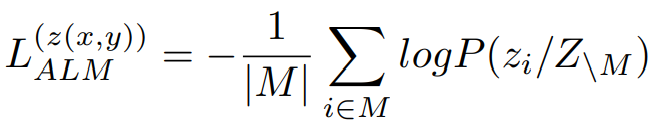 L_{ALM}^{(z(x,y))} = -\frac{1}{|M|} \sum_{i \in M} logP(z_i/Z_{\setminus M})